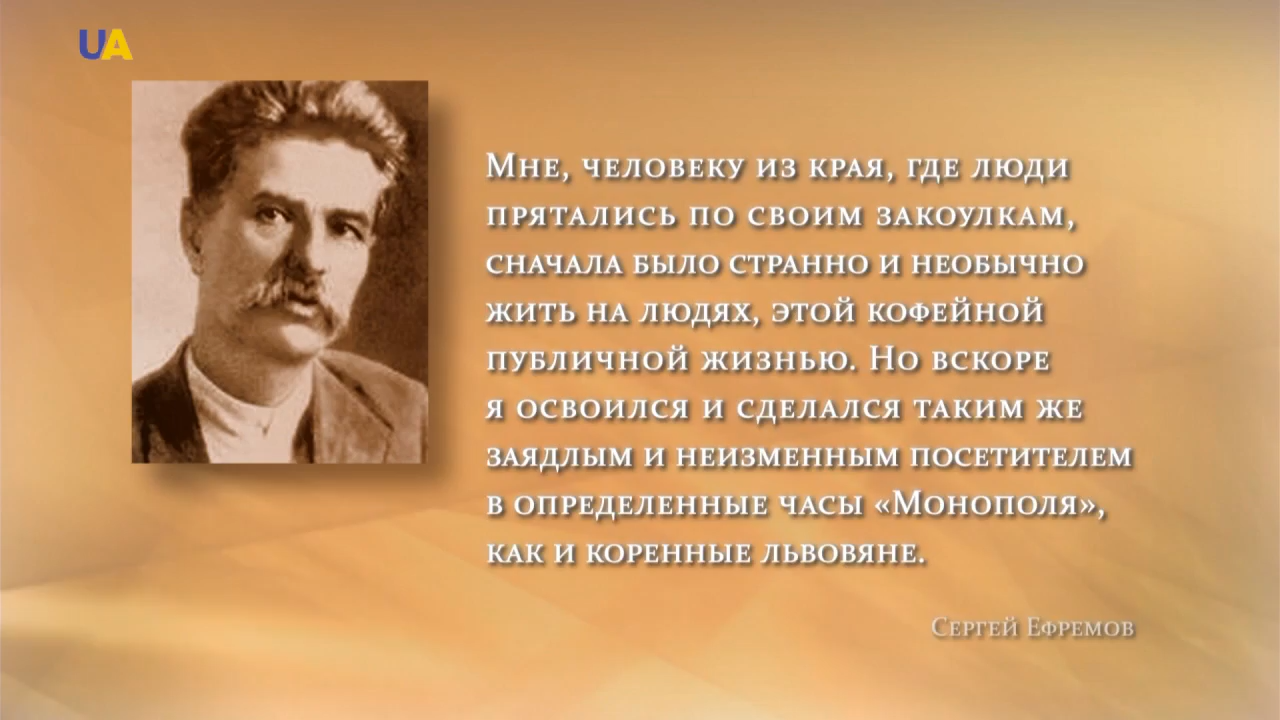 UA
Мне, человеку из края, где люди
прятались по своим закоулкам,
сначала было странно и необычно
жить на людях, этой кофейной
публичной жизнью. Но вскоре
я освоился и сделался таким же
заядлым и неизменным посетителем
в определенные часы «Монополя»,
как и коренные львовяне.
Сергей Ефремов